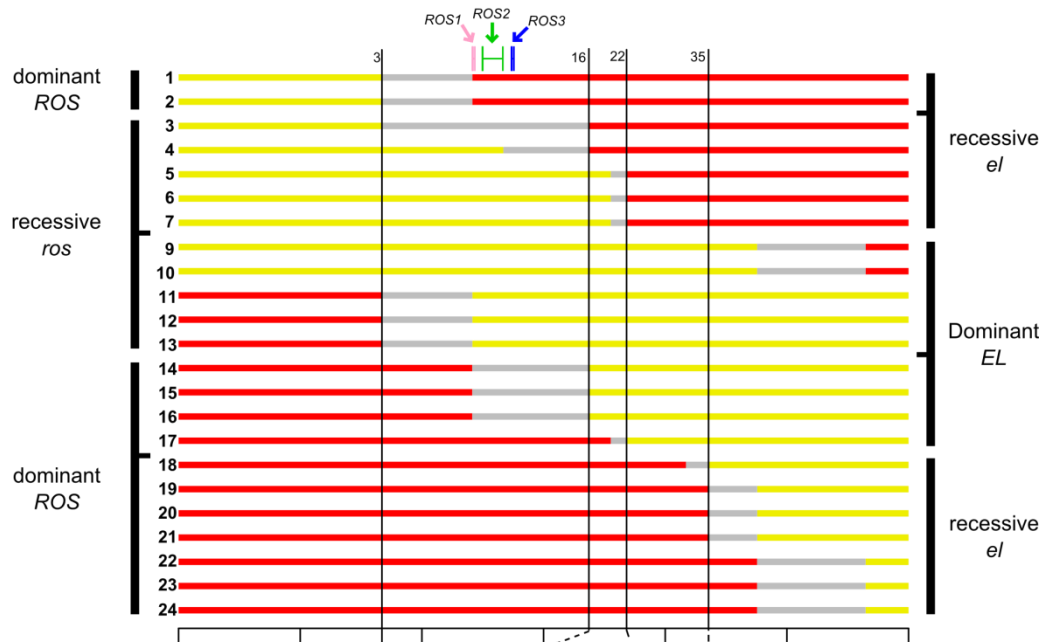 ROS1
ROS2
ROS3
3
16
22
35
dominant
ROS
recessive
ros
dominant
ROS
1
2
3
4
5
6
7
9
10
11
12
13
14
15
16
17
18
19
20
21
22
23
24
recessive
el
Dominant
EL
recessive
el